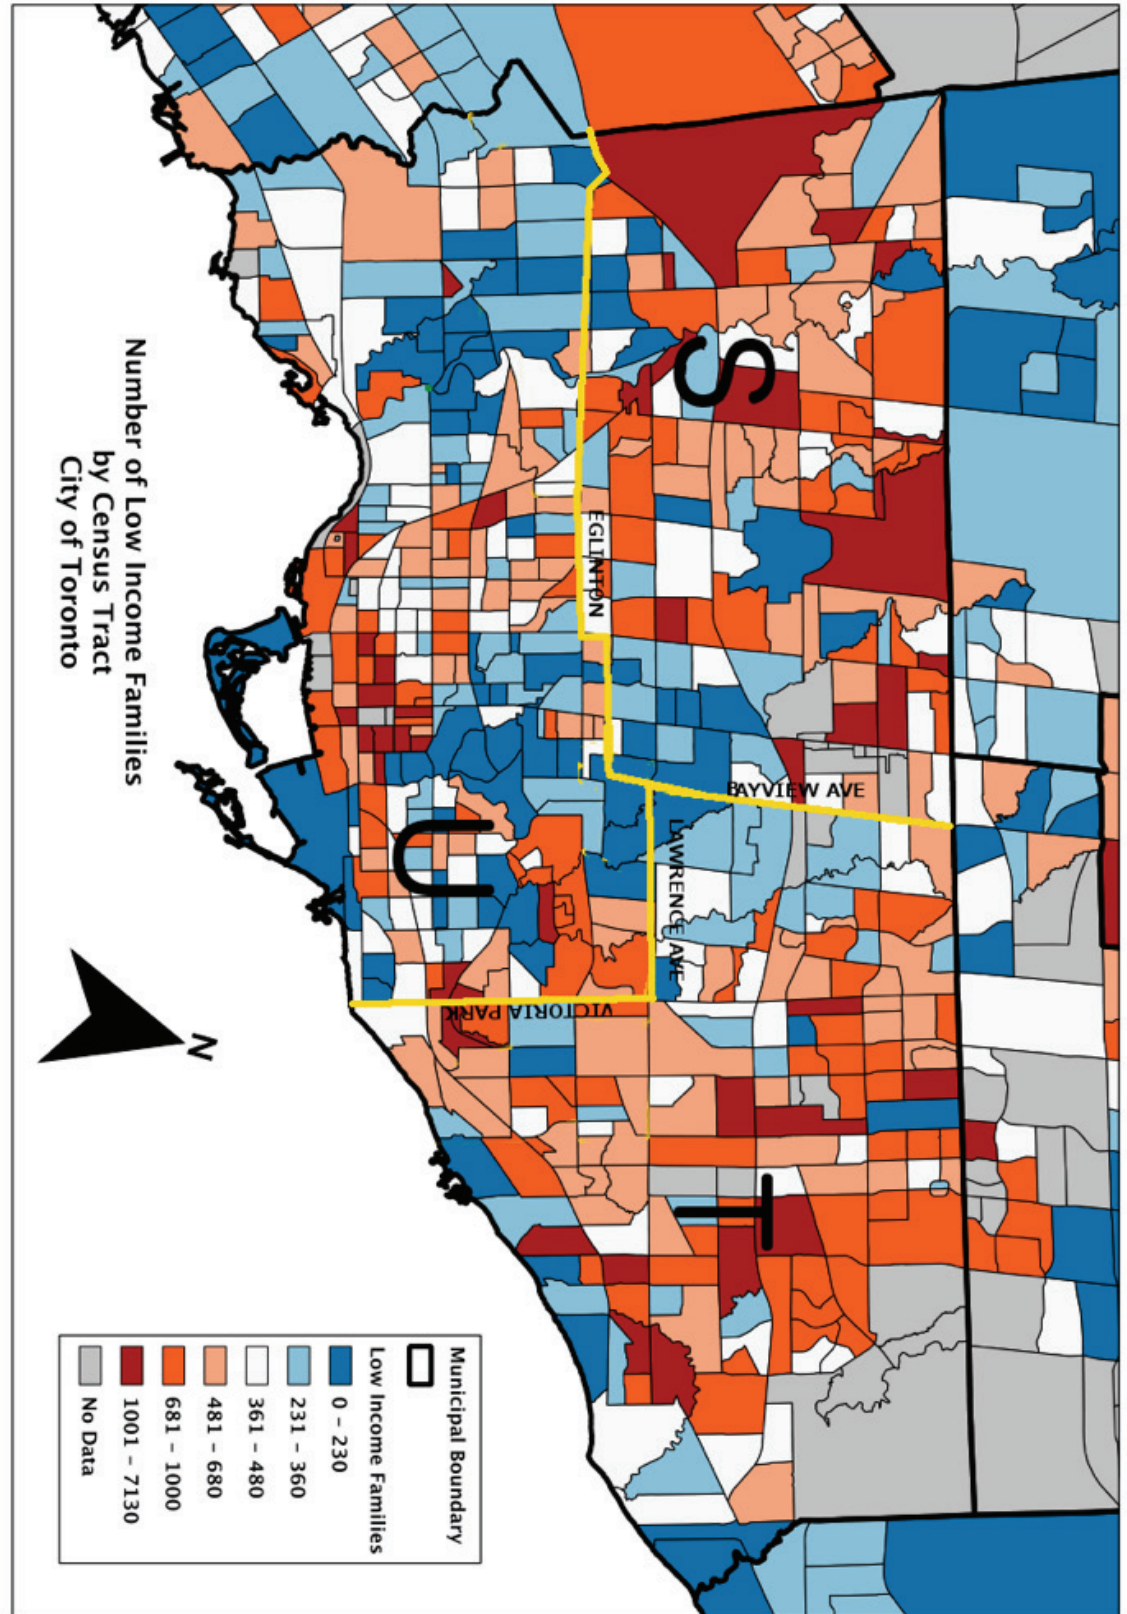 S
EGLINTON
BAYVIEW AVE
LAWRENCE AVE
U
VICTORIA PARK
T
N
Number of Low Income Families
by Census Tract
City of Toronto
Municipal Boundary
Low Income Families
0 – 230
231 – 360
361 – 480
481 – 680
681 – 1000
1001 – 7130
No Data